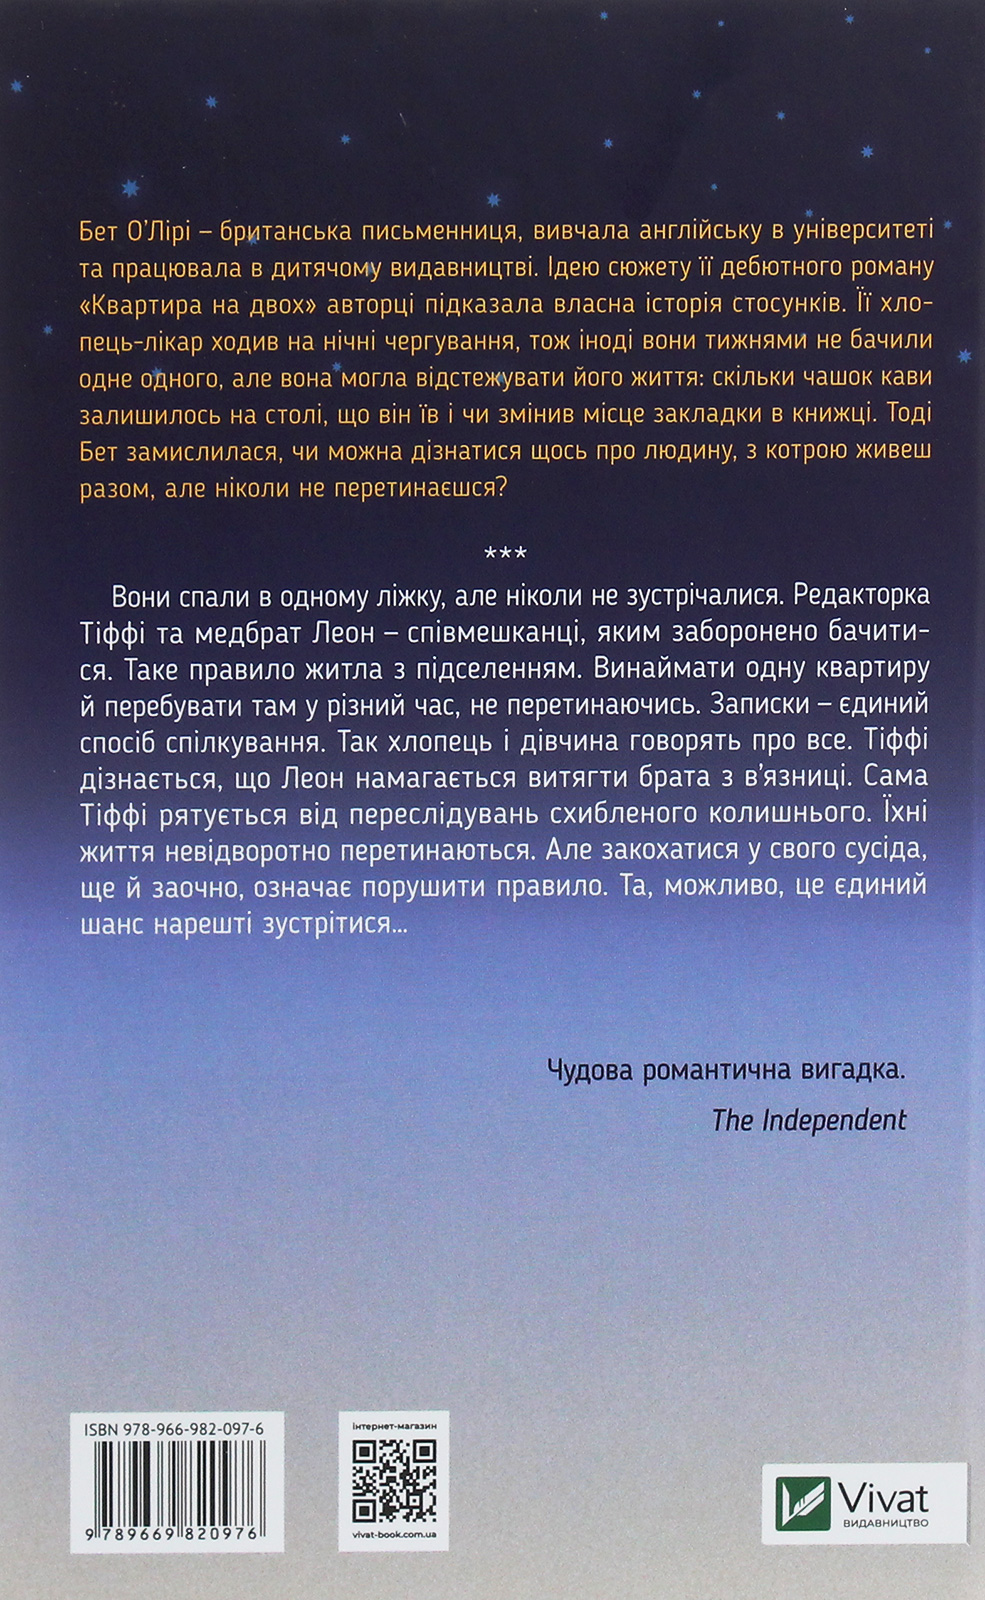 Бет О’Лірі – британська письменниця, вивчала англійську в університеті
та працювала в дитячому видавництві. Ідею сюжету її дебютного роману
«Квартира на двох» авторці підказала власна історія стосунків. Її хло-
пець-лікар ходив на нічні чергування, тож іноді вони тижнями не бачили
одне одного, але вона могла відстежувати його життя: скільки чашок кави
залишилось на столі, що він їв і чи змінив місце закладки в книжці. Тоді
Бет замислилася, чи можна дізнатися щось про людину, з котрою живеш
разом, але ніколи не перетинаєшся?
***
Вони спали в одному ліжку, але ніколи не зустрічалися. Редакторка
Тіффі та медбрат Леон – співмешканці, яким заборонено бачити-
ся. Таке правило житла з підселенням. Винаймати одну квартиру
й перебувати там у різний час, не перетинаючись. Записки – єдиний
спосіб спілкування. Так хлопець і дівчина говорять про все. Тіффі
дізнається, що Леон намагається витягти брата з в’язниці. Сама
Тіффі рятується від переслідувань схибленого колишнього. Їхні
життя невідворотно перетинаються. Але закохатися у свого сусіда,
ще й заочно, означає порушити правило. Та, можливо, це єдиний
шанс нарешті зустрітися…
Чудова романтична вигадка.
The Independent
ISBN 978-966-982-097-6
9 789669 820976
інтернет-магазин
vivat-book.com.ua
Vivat
ВИДАВНИЦТВО